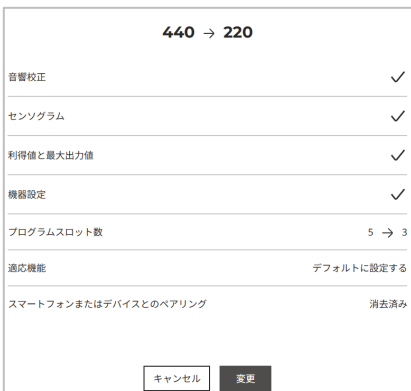 440 → 220
音響校正
センソグラム
利得値と最大出力値
機器設定
プログラムスロット数 5 → 3
適応機能 デフォルトに設定する
スマートフォンまたはデバイスとのペアリング 消去済み
キャンセル 変更